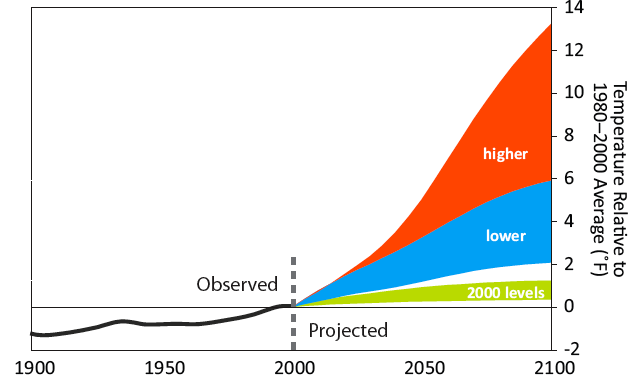 14
12
10
8
6
4
2
0
-2
higher
lower
2000 levels
Observed
Projected
1900
1950
2000
2050
2100
Temperature Relative to
1980–2000 Average (˚F)